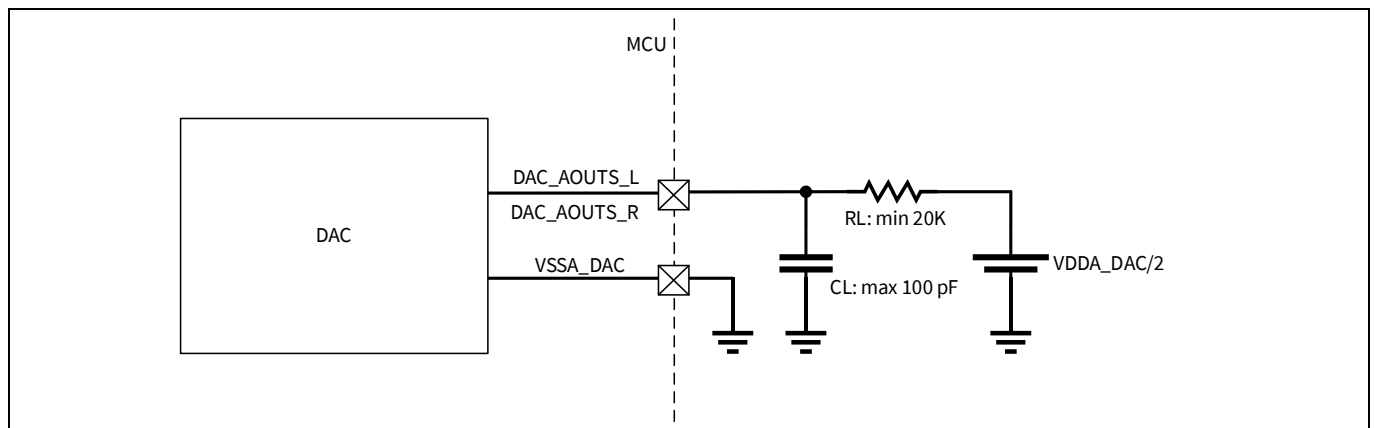 MCU
DAC_AOUTS_L
DAC_AOUTS_R
RL: min 20K
DAC
VSSA_DAC
VDDA_DAC/2
CL: max 100 pF